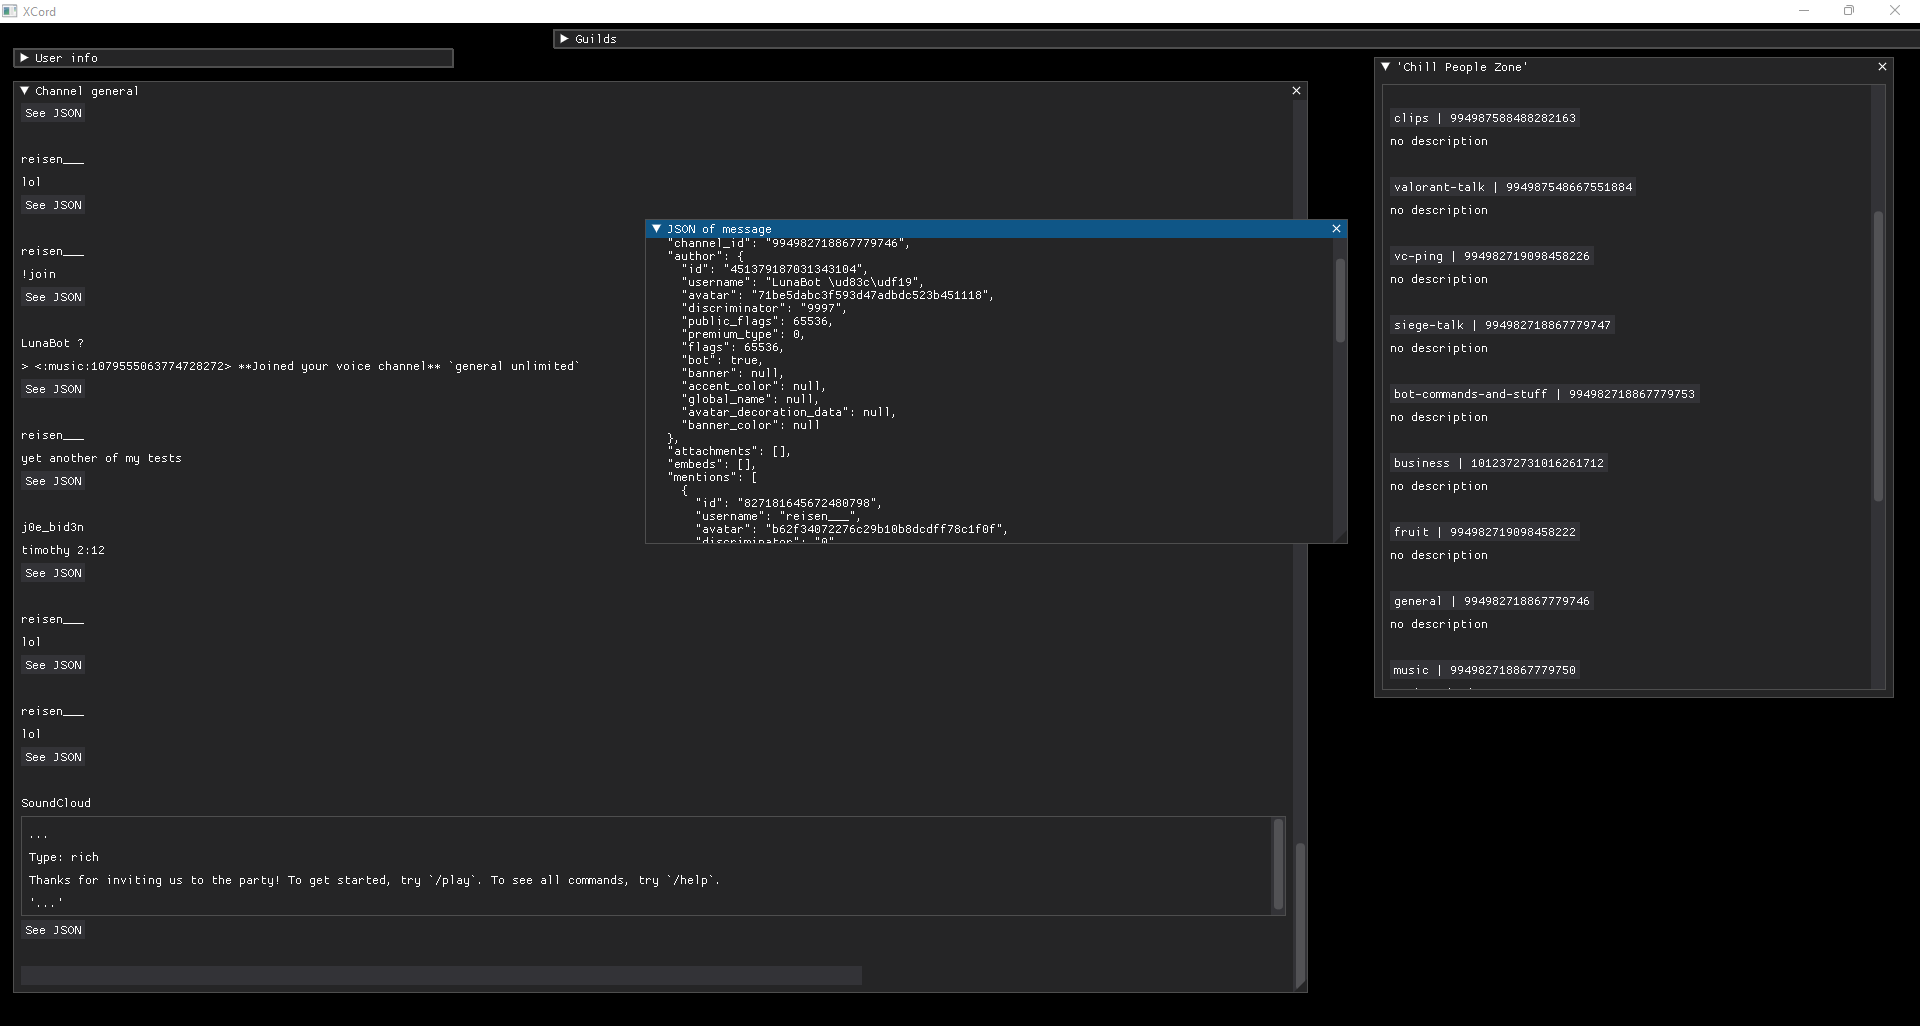 XCord
Guilds
User info
Channel general
See JSON
reisen___
lol
See JSON
reisen___
!join
See JSON
LunaBot ?
> <:music:1079555063774728272> **Joined your voice channel** `general unlimited`
See JSON
reisen___
yet another of my tests
See JSON
j0e_bid3n
timothy 2:12
See JSON
reisen___
lol
See JSON
reisen___
lol
See JSON
SoundCloud
...
Type: rich
Thanks for inviting us to the party! To get started, try `/play`. To see all commands, try `/help`.
'...'
See JSON
JSON of message
"channel_id": "994982718867779746",
"author": {
"id": "451379187031343104",
"username": "LunaBot \ud83c\udf19",
"avatar": "71be5dabc3f593d47adbdc523b451118",
"discriminator": "9997",
"public_flags": 65536,
"premium_type": 0,
"flags": 65536,
"bot": true,
"banner": null,
"accent_color": null,
"global_name": null,
"avatar_decoration_data": null,
"banner_color": null
},
"attachments": [],
"embeds": [],
"mentions": [
{
"id": "827181645672480798",
"username": "reisen___",
"avatar": "b62f34072276c29b10b8dcdff78c1f0f",
"discriminator": "0"
'Chill People Zone'
clips | 994987588488282163
no description
valorant-talk | 994987548667551884
no description
vc-ping | 994982719098458226
no description
siege-talk | 994982718867779747
no description
bot-commands-and-stuff | 994982718867779753
no description
business | 1012372731016261712
no description
fruit | 994982719098458222
no description
general | 994982718867779746
no description
music | 994982718867779750